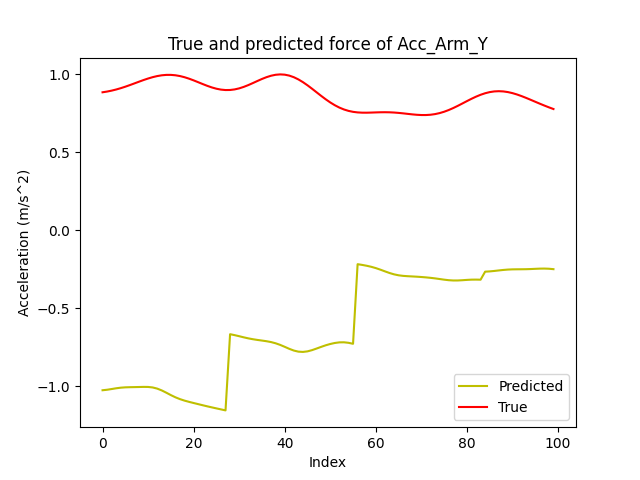 True and predicted force of Acc_Arm_Y
Acceleration (m/s^2)
1.0
0.5
0.0
−0.5
−1.0
0 20 40 60 80 100
Index
Predicted
True